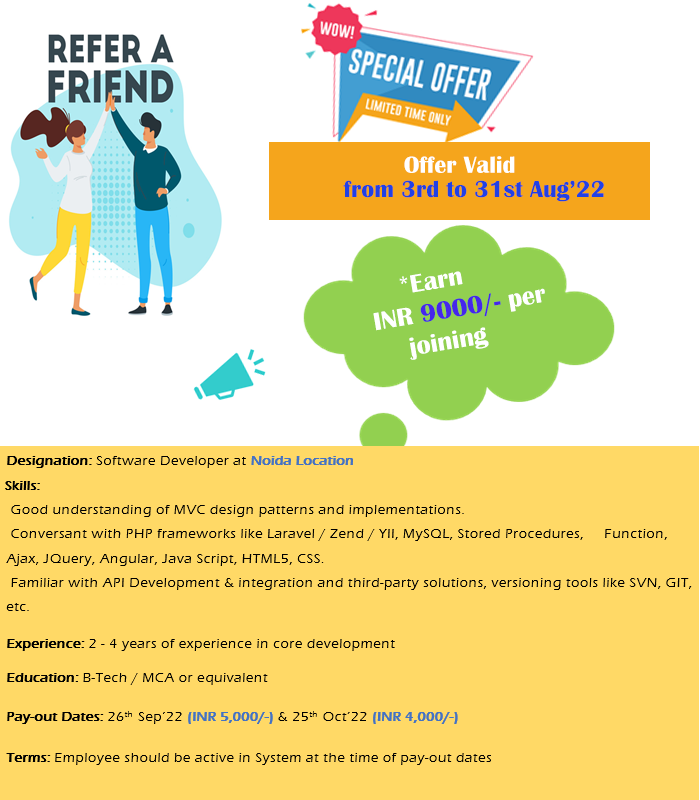 REFER A
FRIEND
WOW!
SPECIAL OFFER
LIMITED TIME ONLY
Offer Valid
from 3rd to 31st Aug’22
*Earn
INR 9000/- per
joining
Designation: Software Developer at Noida Location
Skills:
Good understanding of MVC design patterns and implementations.
Conversant with PHP frameworks like Laravel / Zend / YII, MySQL, Stored Procedures, Function,
Ajax, JQuery, Angular, Java Script, HTML5, CSS.
Familiar with API Development & integration and third-party solutions, versioning tools like SVN, GIT,
etc.
Experience: 2 - 4 years of experience in core development
Education: B-Tech / MCA or equivalent
Pay-out Dates: 26th Sep’22 (INR 5,000/-) & 25th Oct’22 (INR 4,000/-)
Terms: Employee should be active in System at the time of pay-out dates